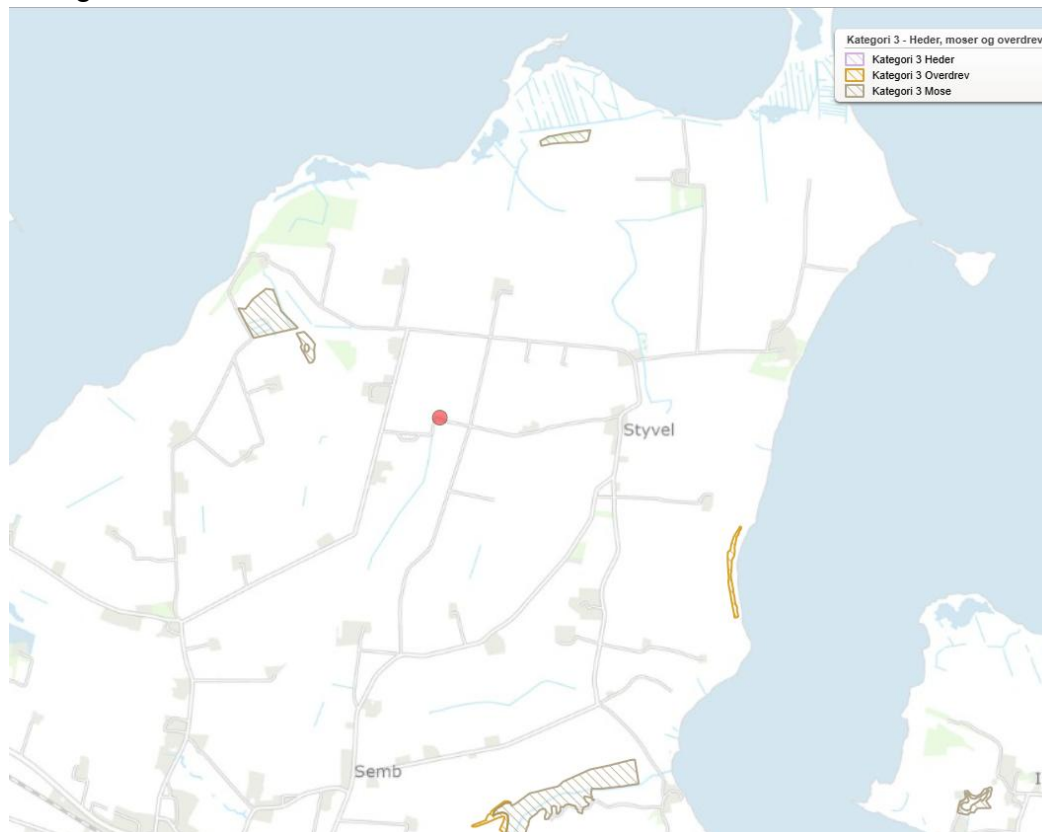 Kategori 3 - Heder, moser og overdrev
Kategori 3 Heder
Kategori 3 Overdrev
Kategori 3 Mose
Styvel
Semb
I